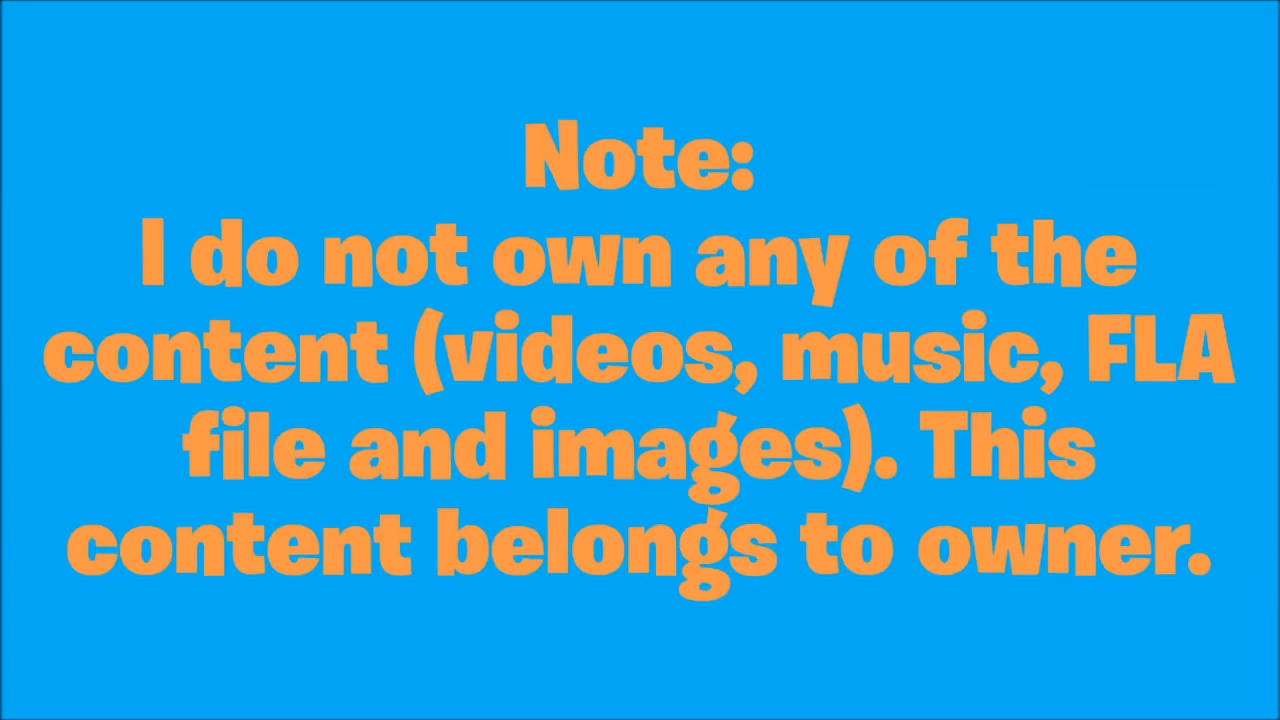 Note:
I do not own any of the
content (videos, music, FLA
file and images). This
content belongs to owner.